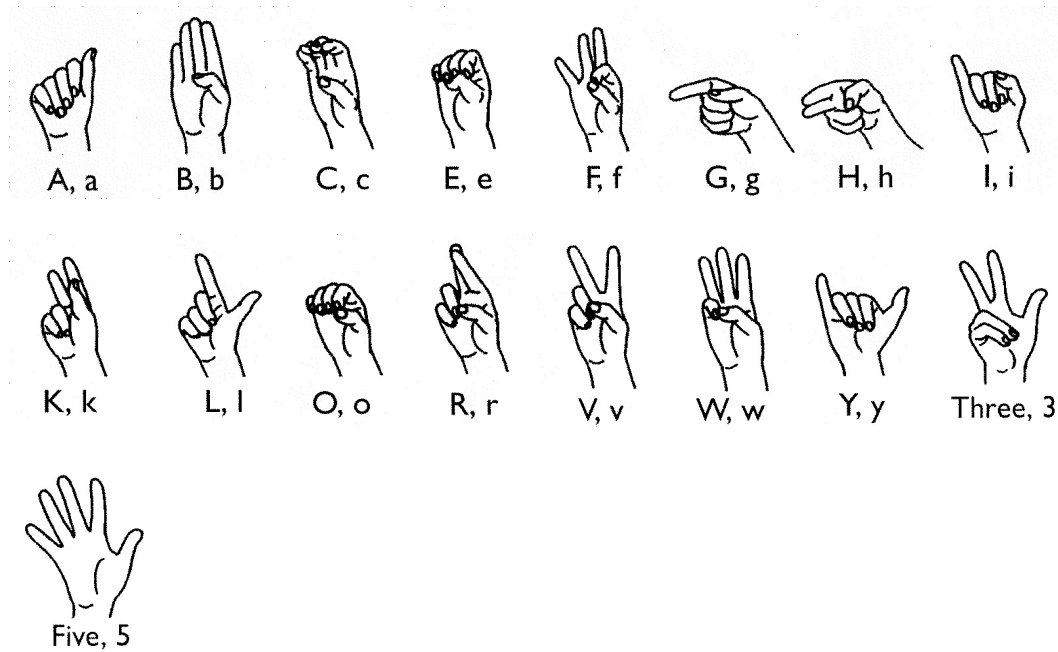 A, a B, b C, c E, e F, f G, g H, h I, i
K, k L, l O, o R, r V, v W, w Y, y Three, 3
Five, 5